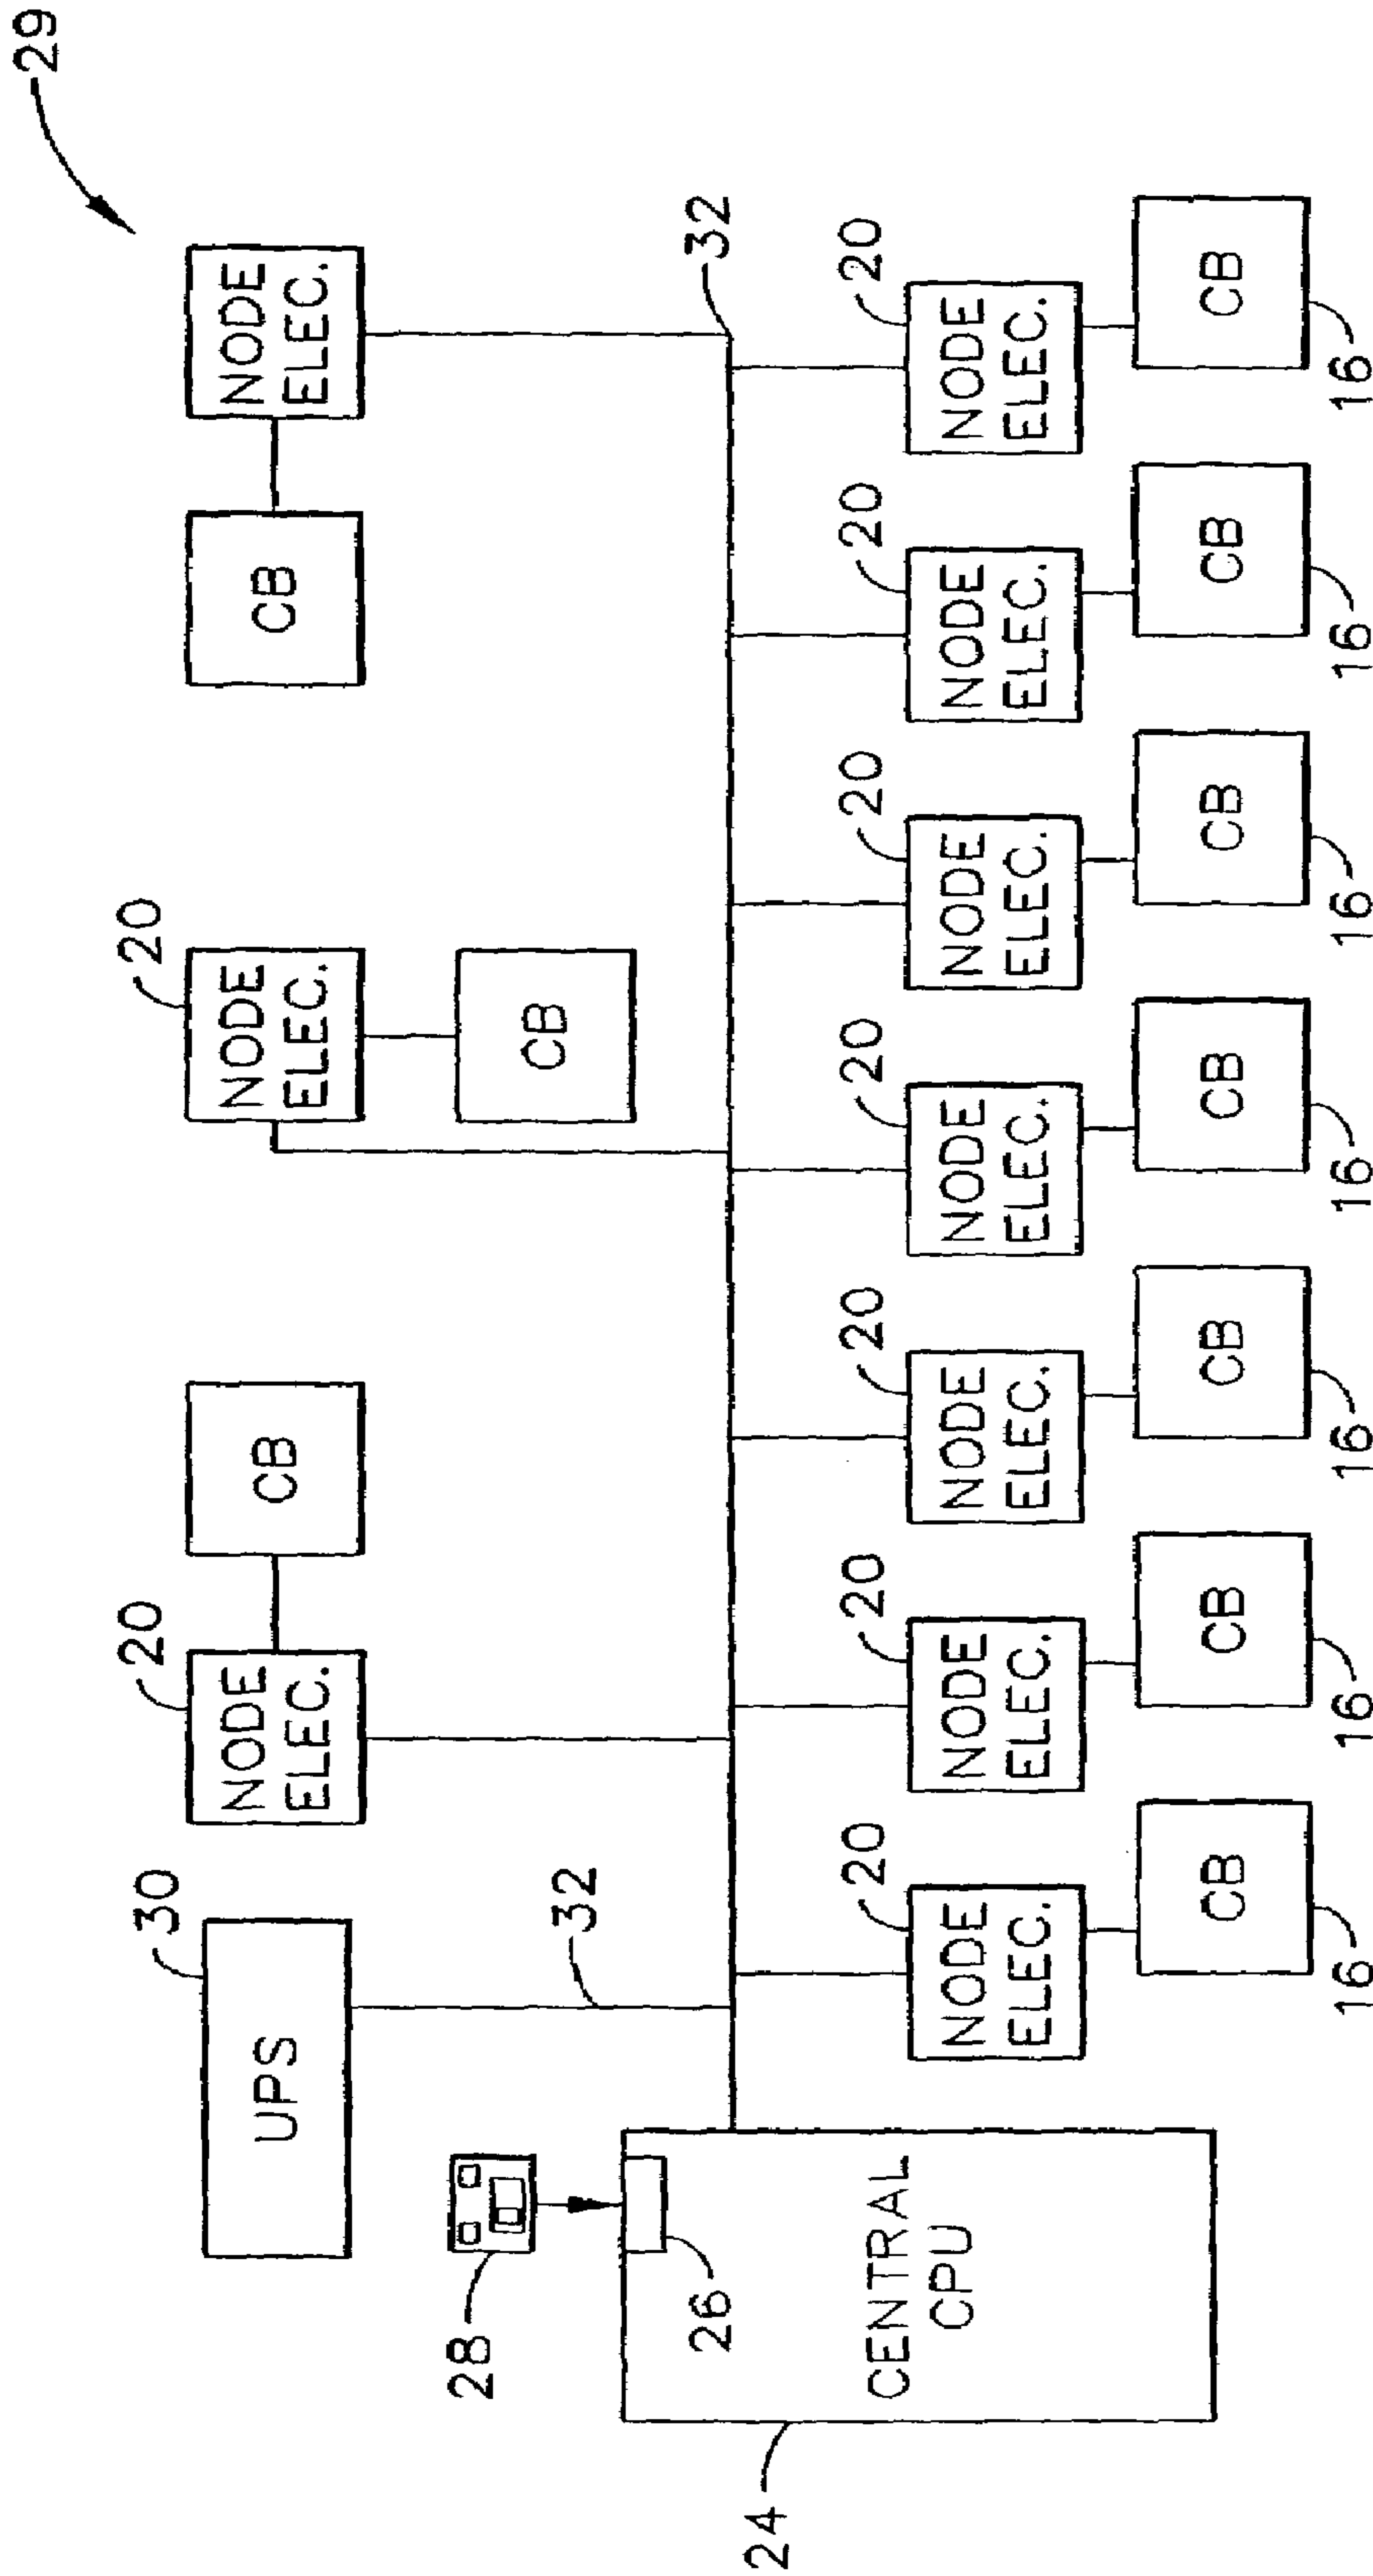 29
30
20
20
UPS
NODE
ELEC.
CB
NODE
ELEC.
CB
NODE
ELEC.
28
CB
32
26
32
24
CENTRAL
CPU
20
20
20
20
20
20
20
NODE
ELEC.
NODE
ELEC.
NODE
ELEC.
NODE
ELEC.
NODE
ELEC.
NODE
ELEC.
NODE
ELEC.
CB
CB
CB
CB
CB
CB
CB
16
16
16
16
16
16
16